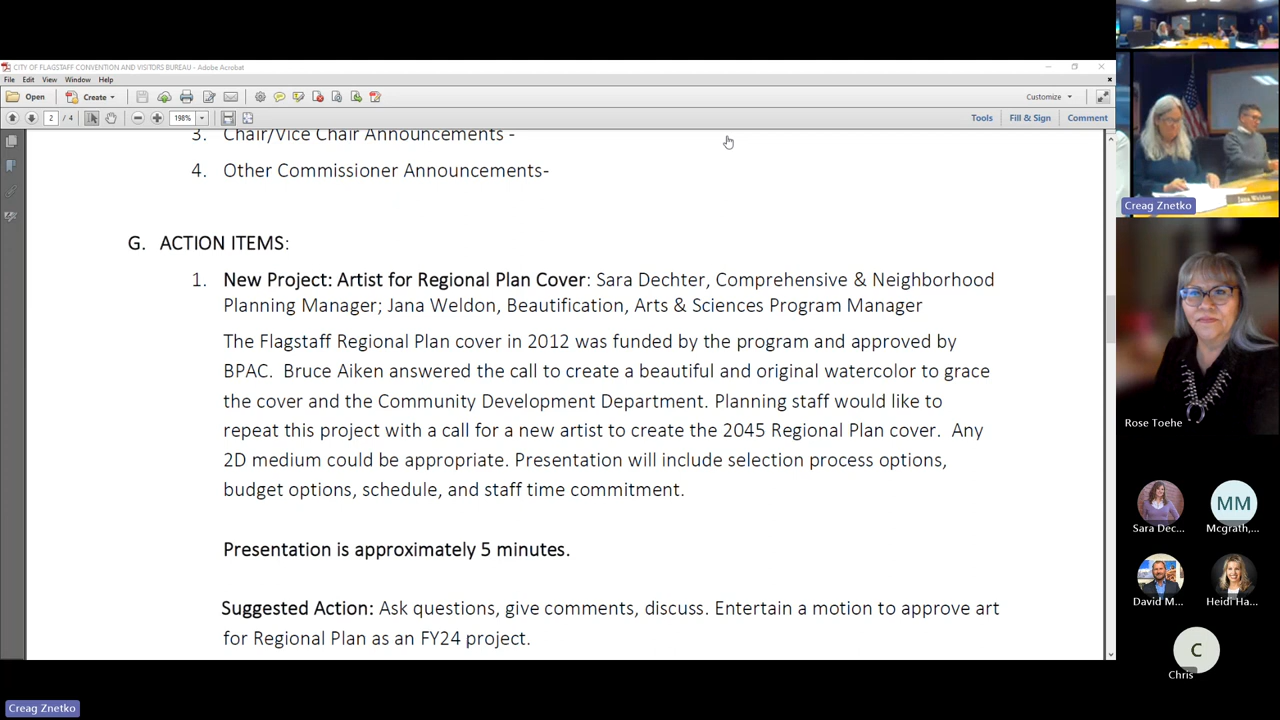 CITY OF FLAGSTAFF CONVENTION AND VISITORS BUREAU - Adobe Acrobat
File Edit View Window Help
Open Create Customize
2 / 4 198% Tools Fill & Sign Comment
3. Chair/Vice Chair Announcements -
4. Other Commissioner Announcements-
G. ACTION ITEMS:
1. New Project: Artist for Regional Plan Cover: Sara Dechter, Comprehensive & Neighborhood
Planning Manager; Jana Weldon, Beautification, Arts & Sciences Program Manager
The Flagstaff Regional Plan cover in 2012 was funded by the program and approved by
BPAC. Bruce Aiken answered the call to create a beautiful and original watercolor to grace
the cover and the Community Development Department. Planning staff would like to
repeat this project with a call for a new artist to create the 2045 Regional Plan cover. Any
2D medium could be appropriate. Presentation will include selection process options,
budget options, schedule, and staff time commitment.
Presentation is approximately 5 minutes.
Suggested Action: Ask questions, give comments, discuss. Entertain a motion to approve art
for Regional Plan as an FY24 project.
Jana Weldon
Creag Znetko
Rose Toehe
MM
Sara Dec... Mcgrath,...
David M... Heidi Ha...
C
Chris
Creag Znetko